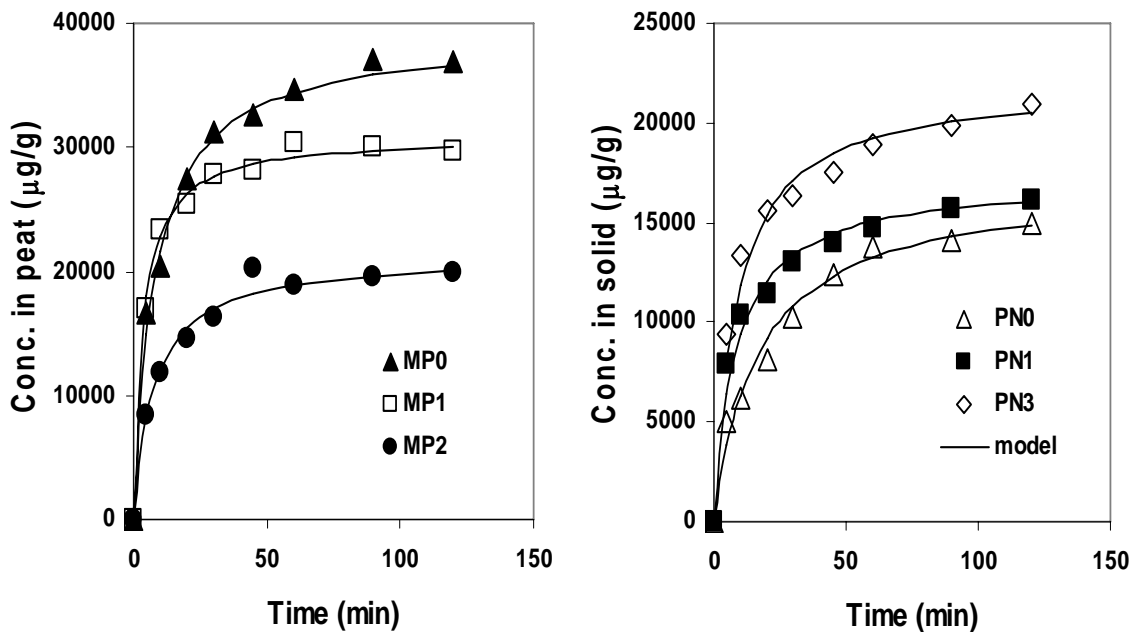 Conc. in peat (µg/g)
40000
30000
20000
10000
0
0 50 100 150
Time (min)
MP0
MP1
MP2
Conc. in solid (µg/g)
25000
20000
15000
10000
5000
0
0 50 100 150
Time (min)
PN0
PN1
PN3
model